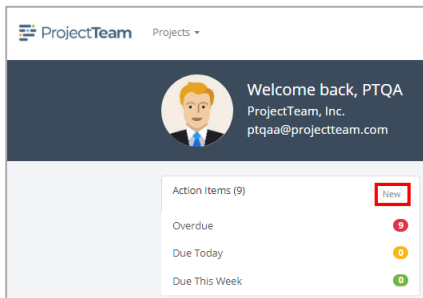 ProjectTeam Projects
Welcome back, PTQA
ProjectTeam, Inc.
ptqaa@projectteam.com
Action Items (9) New
Overdue 9
Due Today 0
Due This Week 0